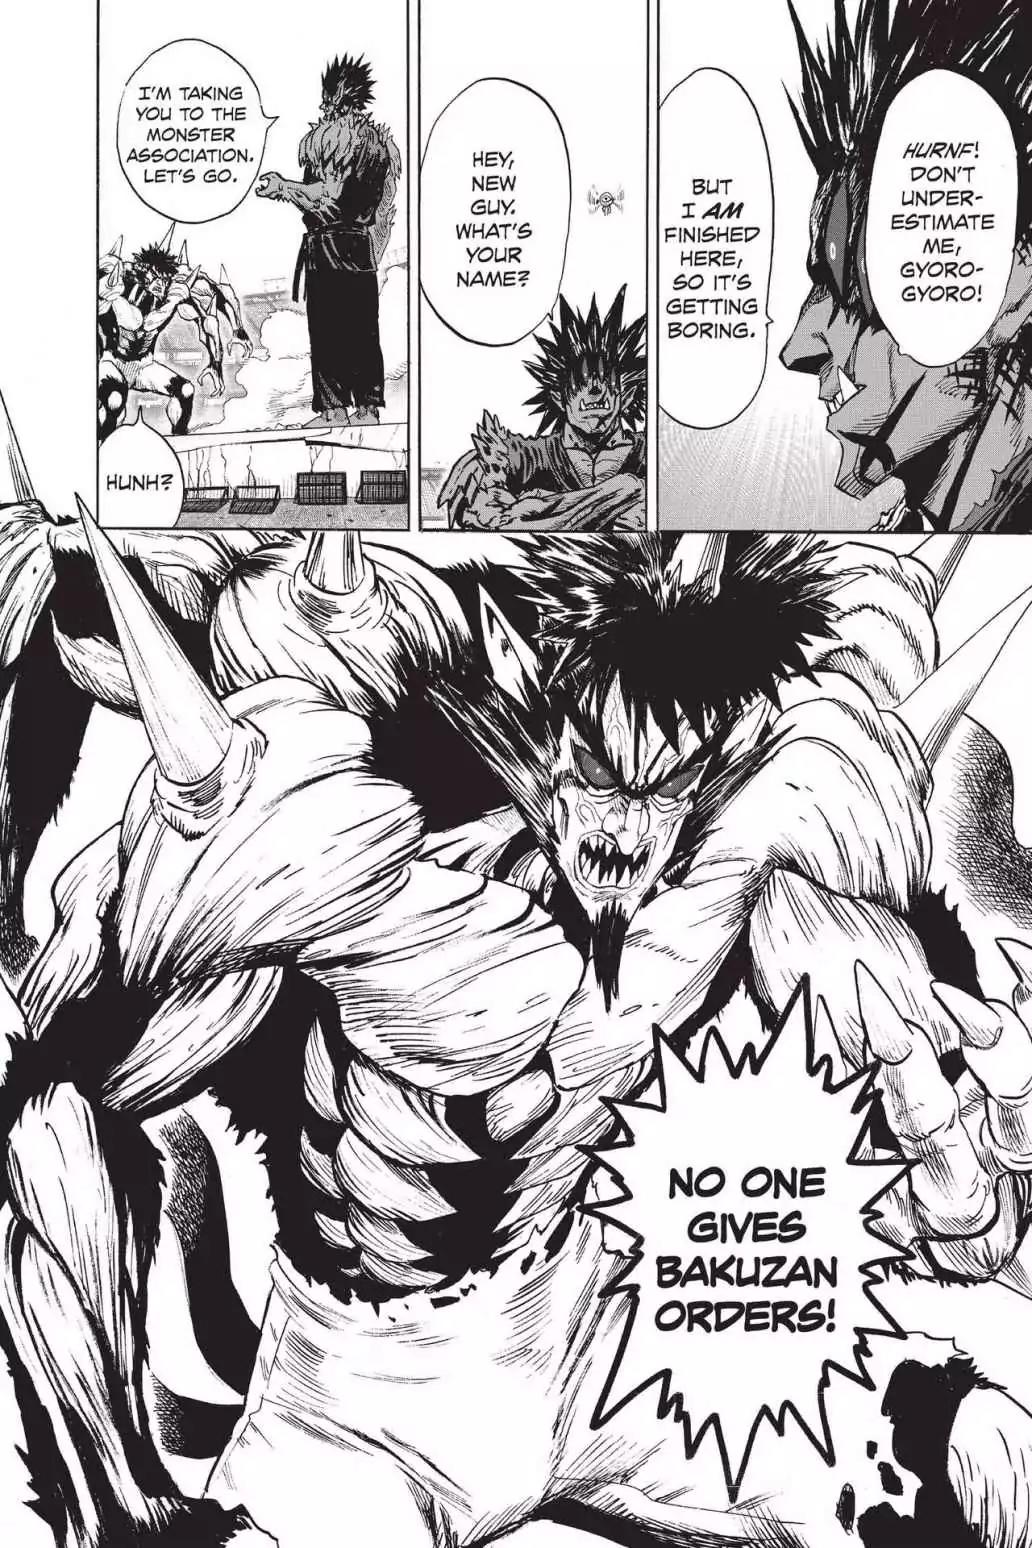 HURNF!
DON'T
UNDER-
ESTIMATE
ME,
GYORO-
GYORO!
BUT
I AM
FINISHED
HERE,
SO IT'S
GETTING
BORING.
HEY,
NEW
GUY.
WHAT'S
YOUR
NAME?
I'M TAKING
YOU TO THE
MONSTER
ASSOCIATION.
LET'S GO.
HUNH?
NO ONE
GIVES
BAKUZAN
ORDERS!